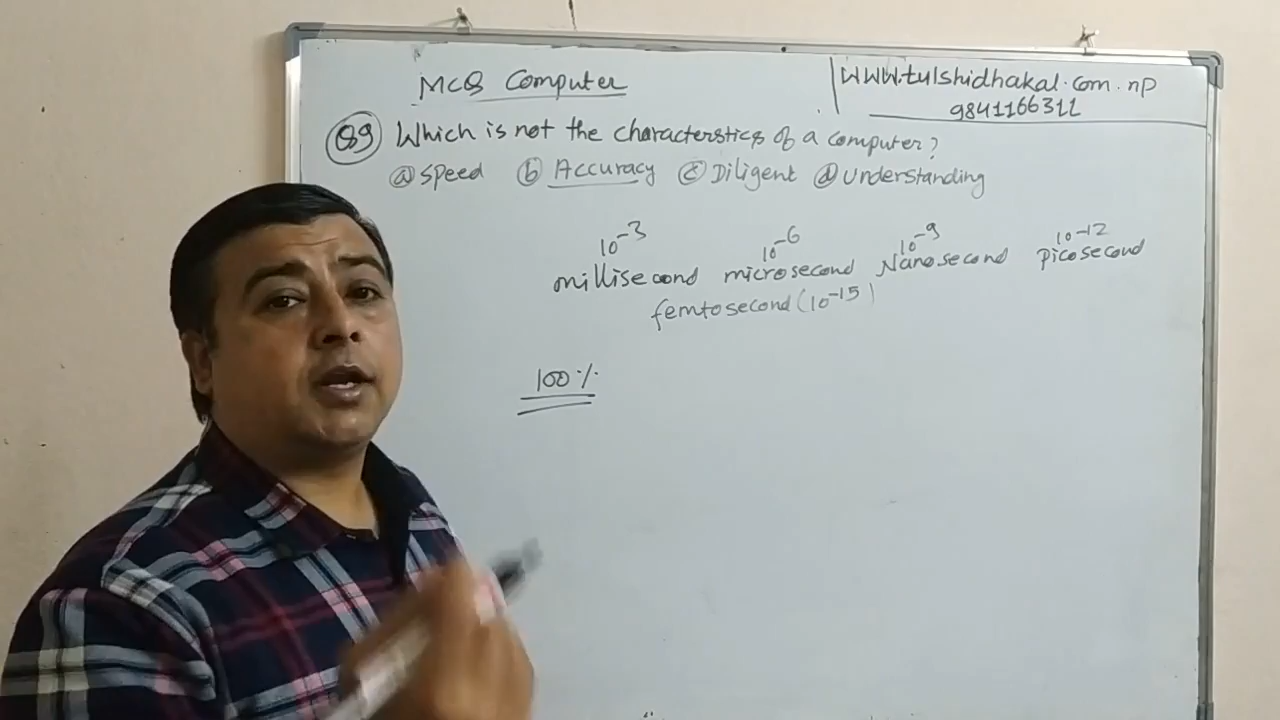 MCQ Computer
www.tulshidhakal.com.np
9841166311
Q9 Which is not the characterstics of a computer?
a Speed b Accuracy c Diligent d Understanding
10-3 10-6 10-9 10-12
millisecond microsecond Nanosecond Picosecond
femtosecond (10-15)
100%